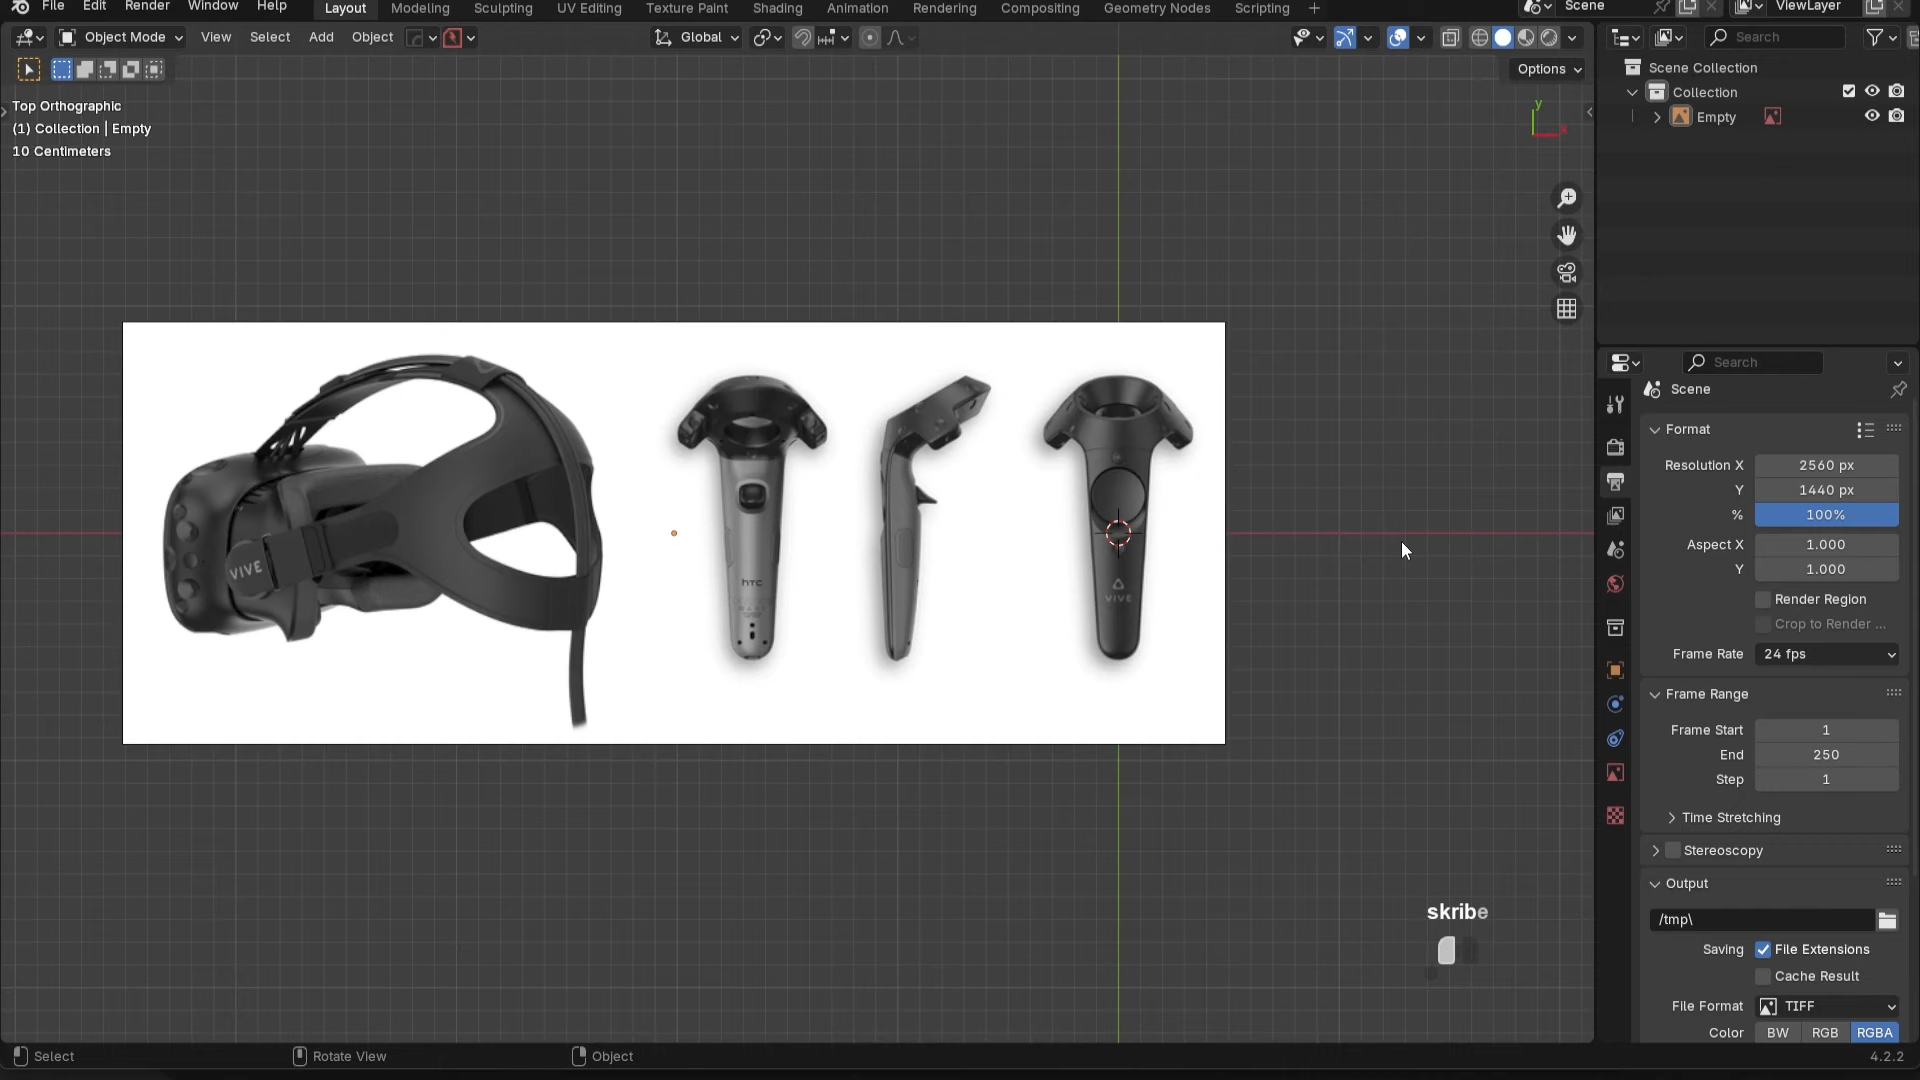 File Edit Render Window Help Layout Modeling Sculpting UV Editing Texture Paint Shading Animation Rendering Compositing Geometry Nodes Scripting + Scene ViewLayer
Object Mode View Select Add Object Global Search
Options
Scene Collection
Collection
Empty
Top Orthographic
(1) Collection | Empty
10 Centimeters
y
x
VIVE
hTC
VIVE
Search
Scene
Format
Resolution X 2560 px
Y 1440 px
% 100%
Aspect X 1.000
Y 1.000
Render Region
Crop to Render ...
Frame Rate 24 fps
Frame Range
Frame Start 1
End 250
Step 1
Time Stretching
Stereoscopy
Output
/tmp\
Saving File Extensions
Cache Result
File Format TIFF
Color BW RGB RGBA
skribe
Select Rotate View Object 4.2.2